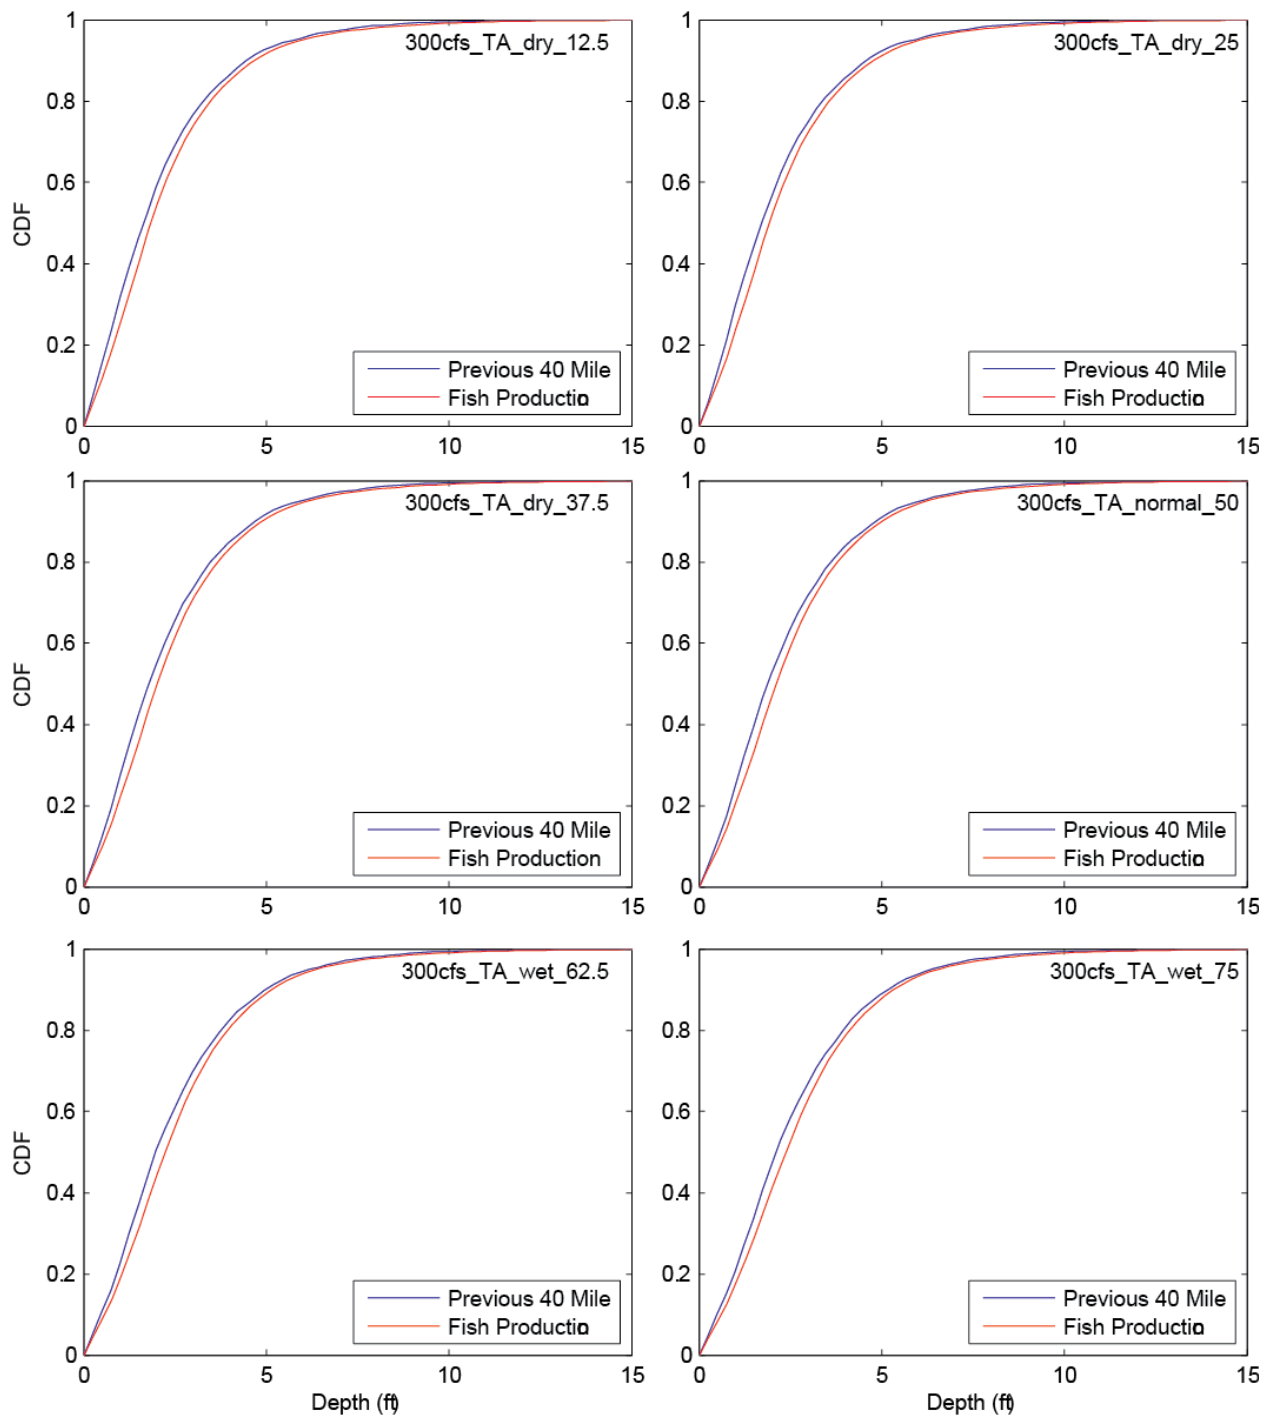 1
300cfs_TA_dry_12.5
0.8
0.6
CDF
0.4
0.2
Previous 40 Mile
Fish Production
0
0
5
10
15
1
300cfs_TA_dry_25
0.8
0.6
0.4
0.2
Previous 40 Mile
Fish Production
0
0
5
10
15
1
300cfs_TA_dry_37.5
0.8
0.6
CDF
0.4
0.2
Previous 40 Mile
Fish Production
0
0
5
10
15
1
300cfs_TA_normal_50
0.8
0.6
0.4
0.2
Previous 40 Mile
Fish Production
0
0
5
10
15
1
300cfs_TA_wet_62.5
0.8
0.6
CDF
0.4
0.2
Previous 40 Mile
Fish Production
0
0
5
10
15
Depth (ft)
1
300cfs_TA_wet_75
0.8
0.6
0.4
0.2
Previous 40 Mile
Fish Production
0
0
5
10
15
Depth (ft)